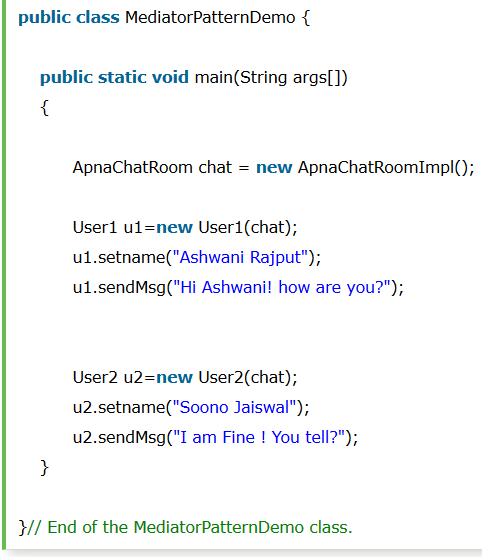 public class MediatorPatternDemo {
public static void main(String args[])
{
ApnaChatRoom chat = new ApnaChatRoomImpl();
User1 u1=new User1(chat);
u1.setname("Ashwani Rajput");
u1.sendMsg("Hi Ashwani! how are you?");
User2 u2=new User2(chat);
u2.setname("Soono Jaiswal");
u2.sendMsg("I am Fine ! You tell?");
}
}// End of the MediatorPatternDemo class.